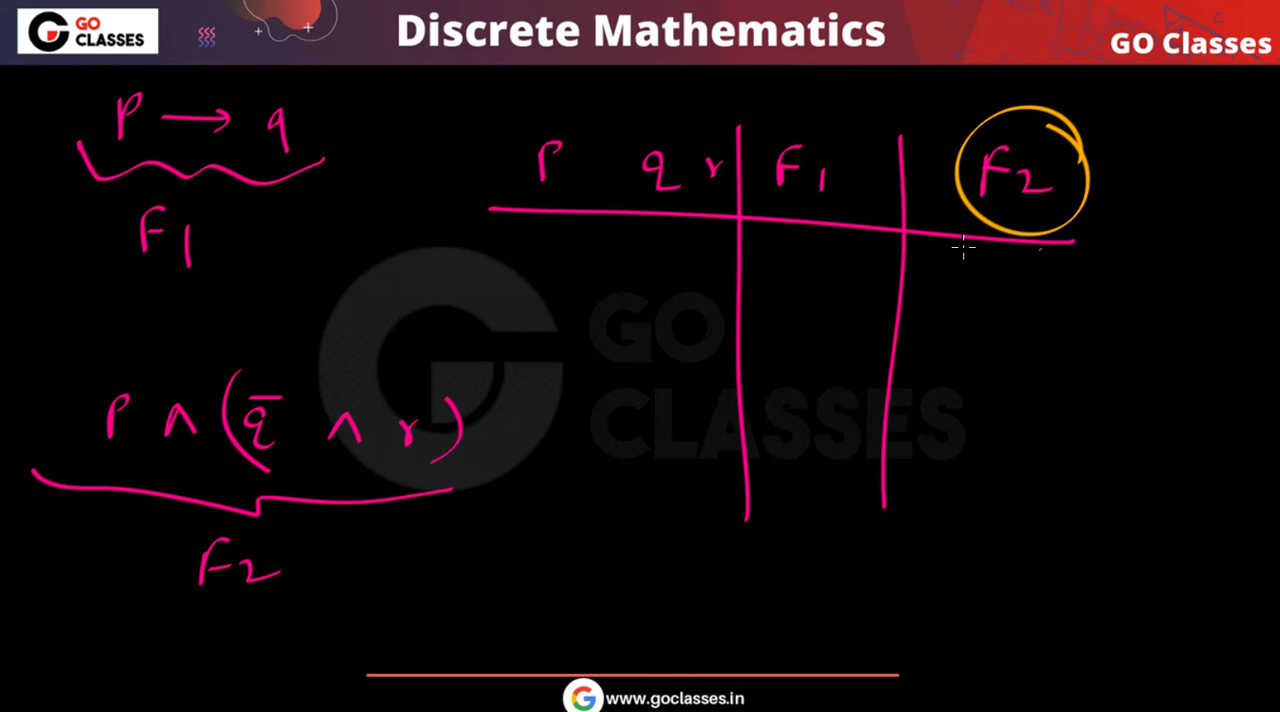 GO
CLASSES
Discrete Mathematics
GO Classes
P → q
F1
P q r F1 F2
P ∧ (q̅ ∧ r)
F2
GO
CLASSES
www.goclasses.in